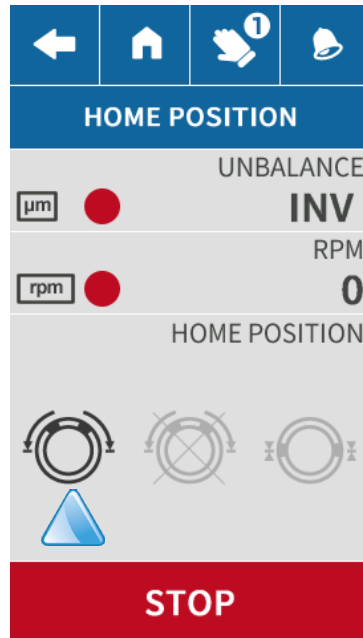 1
HOME POSITION
UNBALANCE
µm
INV
RPM
rpm
0
HOME POSITION
STOP